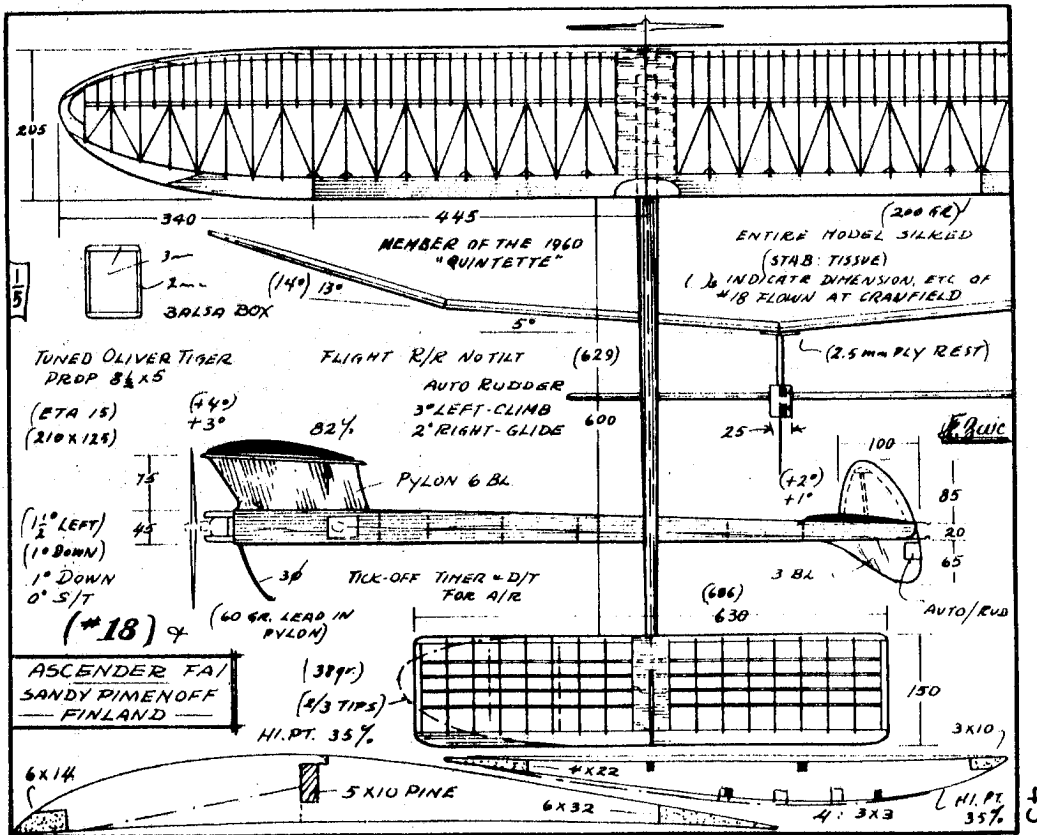 205
340
445
(200 GR)
MEMBER OF THE 1960
"QUINTETTE"
ENTIRE MODEL SILKED
(STAB: TISSUE)
( ) INDICATE DIMENSION, ETC OF
#18 FLOWN AT CRANFIELD
1/5
3m
2m
BALSA BOX
(14°) 13°
5°
(2.5mm PLY REST)
TUNED OLIVER TIGER
PROP 8½ x 5
FLIGHT R/R NO TILT
(629)
600
AUTO RUDDER
3° LEFT-CLIMB
2° RIGHT-GLIDE
(ETA 15)
(210 x 125)
(+4°)
+3°
82%
25
100
75
45
PYLON 6 BL
(+2°)
+1°
85
20
65
(1½° LEFT)
(1° DOWN)
1° DOWN
0° S/T
3ø
TICK-OFF TIMER & D/T
FOR A/R
3 BL
AUTO/RUD
(#18)
(60 GR. LEAD IN
PYLON)
(686)
630
ASCENDER FAI
SANDY PIMENOFF
FINLAND
(38gr.)
(2/3 TIPS)
HI.PT. 35%
150
3X10
6X14
5X10 PINE
4X22
6X32
4: 3X3
HI.PT.
35%